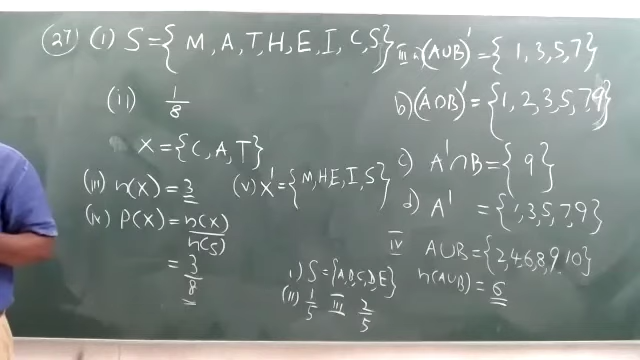 (27) (i) S = { M, A, T, H, E, I, C, S }
(ii) 1/8
X = { C, A, T }
(iii) n(X) = 3
(iv) P(X) = n(X)/n(S)
= 3/8
(v) X' = { M, H, E, I, S }
i) S = { A, B, C, D, E }
(ii) 1/5 III 2/5
III a) (A∪B)' = { 1, 3, 5, 7 }
b) (A∩B)' = { 1, 2, 3, 5, 7, 9 }
c) A'∩B = { 9 }
d) A' = { 1, 3, 5, 7, 9 }
IV A∪B = { 2, 4, 6, 8, 9, 10 }
n(A∪B) = 6